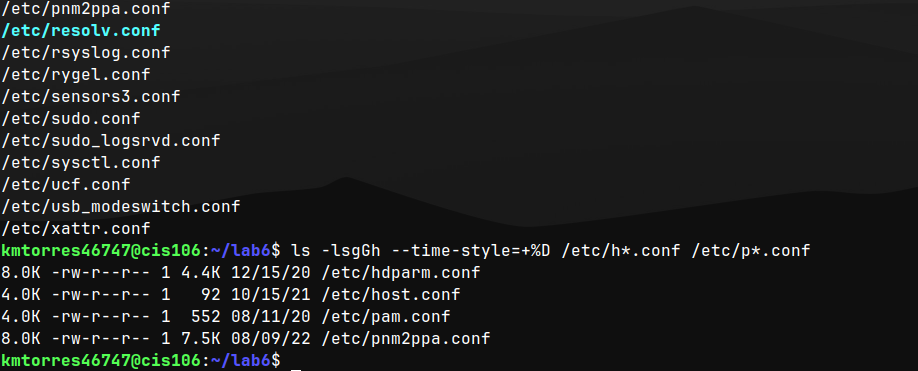 /etc/pnm2ppa.conf
/etc/resolv.conf
/etc/rsyslog.conf
/etc/rygel.conf
/etc/sensors3.conf
/etc/sudo.conf
/etc/sudo_logsrvd.conf
/etc/sysctl.conf
/etc/ucf.conf
/etc/usb_modeswitch.conf
/etc/xattr.conf
kmtorres46747@cis106:~/lab6$ ls -lsgGh --time-style=+%D /etc/h*.conf /etc/p*.conf
8.0K -rw-r--r-- 1 4.4K 12/15/20 /etc/hdparm.conf
4.0K -rw-r--r-- 1   92 10/15/21 /etc/host.conf
4.0K -rw-r--r-- 1  552 08/11/20 /etc/pam.conf
8.0K -rw-r--r-- 1 7.5K 08/09/22 /etc/pnm2ppa.conf
kmtorres46747@cis106:~/lab6$